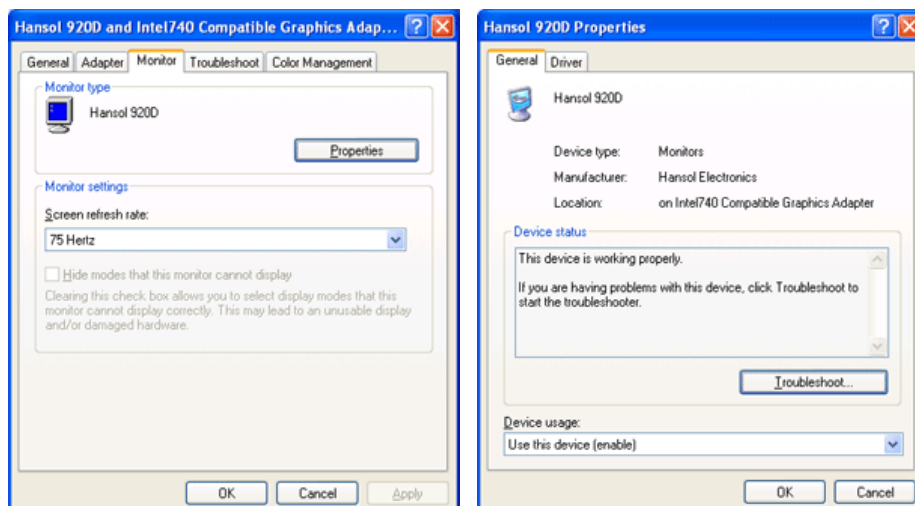 Hansol 920D and Intel740 Compatible Graphics Adap...
General Adapter Monitor Troubleshoot Color Management
Monitor type
Hansol 920D
Properties
Monitor settings
Screen refresh rate:
75 Hertz
Hide modes that this monitor cannot display
Clearing this check box allows you to select display modes that this
monitor cannot display correctly. This may lead to an unusable display
and/or damaged hardware.
OK Cancel Apply
Hansol 920D Properties
General Driver
Hansol 920D
Device type: Monitors
Manufacturer: Hansol Electronics
Location: on Intel740 Compatible Graphics Adapter
Device status
This device is working properly.
If you are having problems with this device, click Troubleshoot to
start the troubleshooter.
Troubleshoot...
Device usage:
Use this device (enable)
OK Cancel